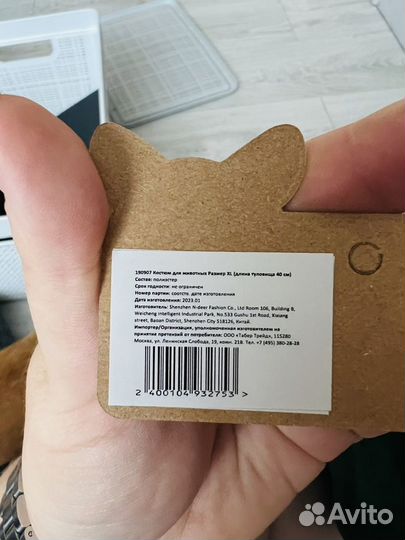 190907 Костюм для животных Размер XL (длина туловища 40 см)
Состав: полиэстер
Срок годности: не ограничен
Номер партии: соответв. дате изготовления
Дата изготовления: 2023.01
Изготовитель: Shenzhen N-deer Fashion Co., Ltd Room 106, Building B,
Weicheng Intelligent Industrial Park, No.533 Gushu 1st Road, Xixiang
street, Baoan District, Shenzhen City 518126, Китай.
Импортер/Организация, уполномоченная изготовителем на
принятие претензий от потребителя: ООО «Табер Трейд», 115280
Москва, ул. Ленинская Слобода, 19, комн. 21В. Тел. +7 (495) 380-28-28
2 400104 932753 >
Avito